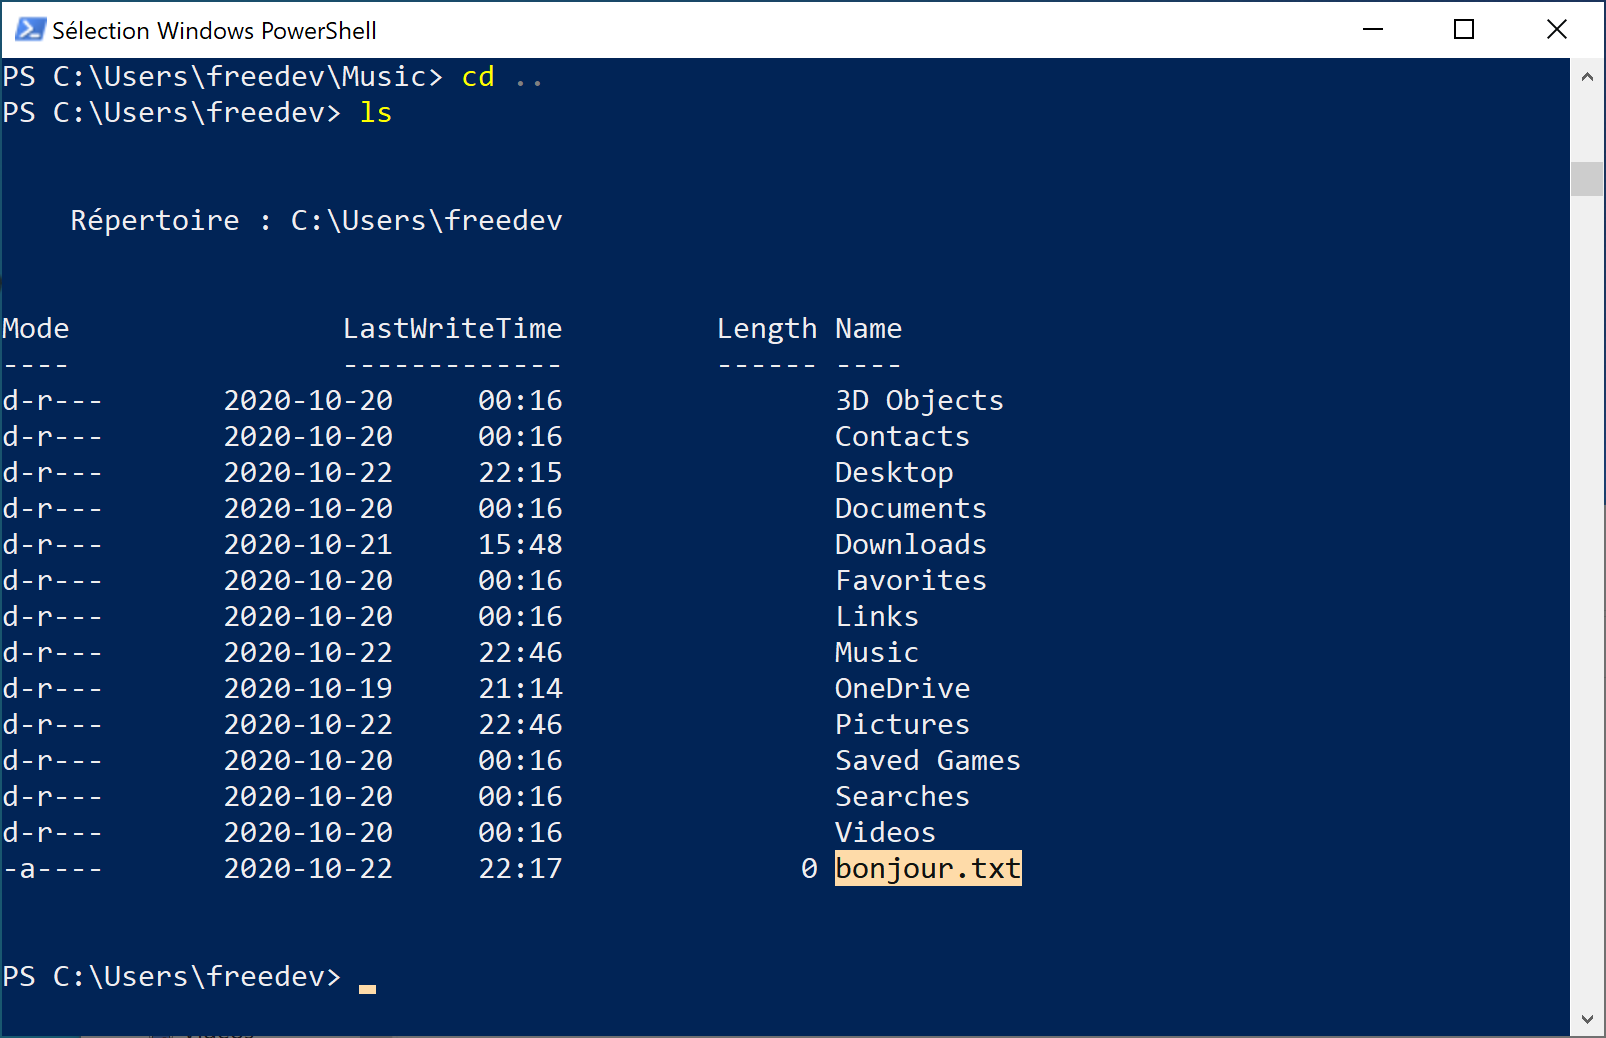 Sélection Windows PowerShell
PS C:\Users\freedev\Music> cd ..
PS C:\Users\freedev> ls
Répertoire : C:\Users\freedev
Mode                LastWriteTime         Length Name
----                -------------         ------ ----
d-r---       2020-10-20     00:16                3D Objects
d-r---       2020-10-20     00:16                Contacts
d-r---       2020-10-22     22:15                Desktop
d-r---       2020-10-20     00:16                Documents
d-r---       2020-10-21     15:48                Downloads
d-r---       2020-10-20     00:16                Favorites
d-r---       2020-10-20     00:16                Links
d-r---       2020-10-22     22:46                Music
d-r---       2020-10-19     21:14                OneDrive
d-r---       2020-10-22     22:46                Pictures
d-r---       2020-10-20     00:16                Saved Games
d-r---       2020-10-20     00:16                Searches
d-r---       2020-10-20     00:16                Videos
-a----       2020-10-22     22:17              0 bonjour.txt
PS C:\Users\freedev>